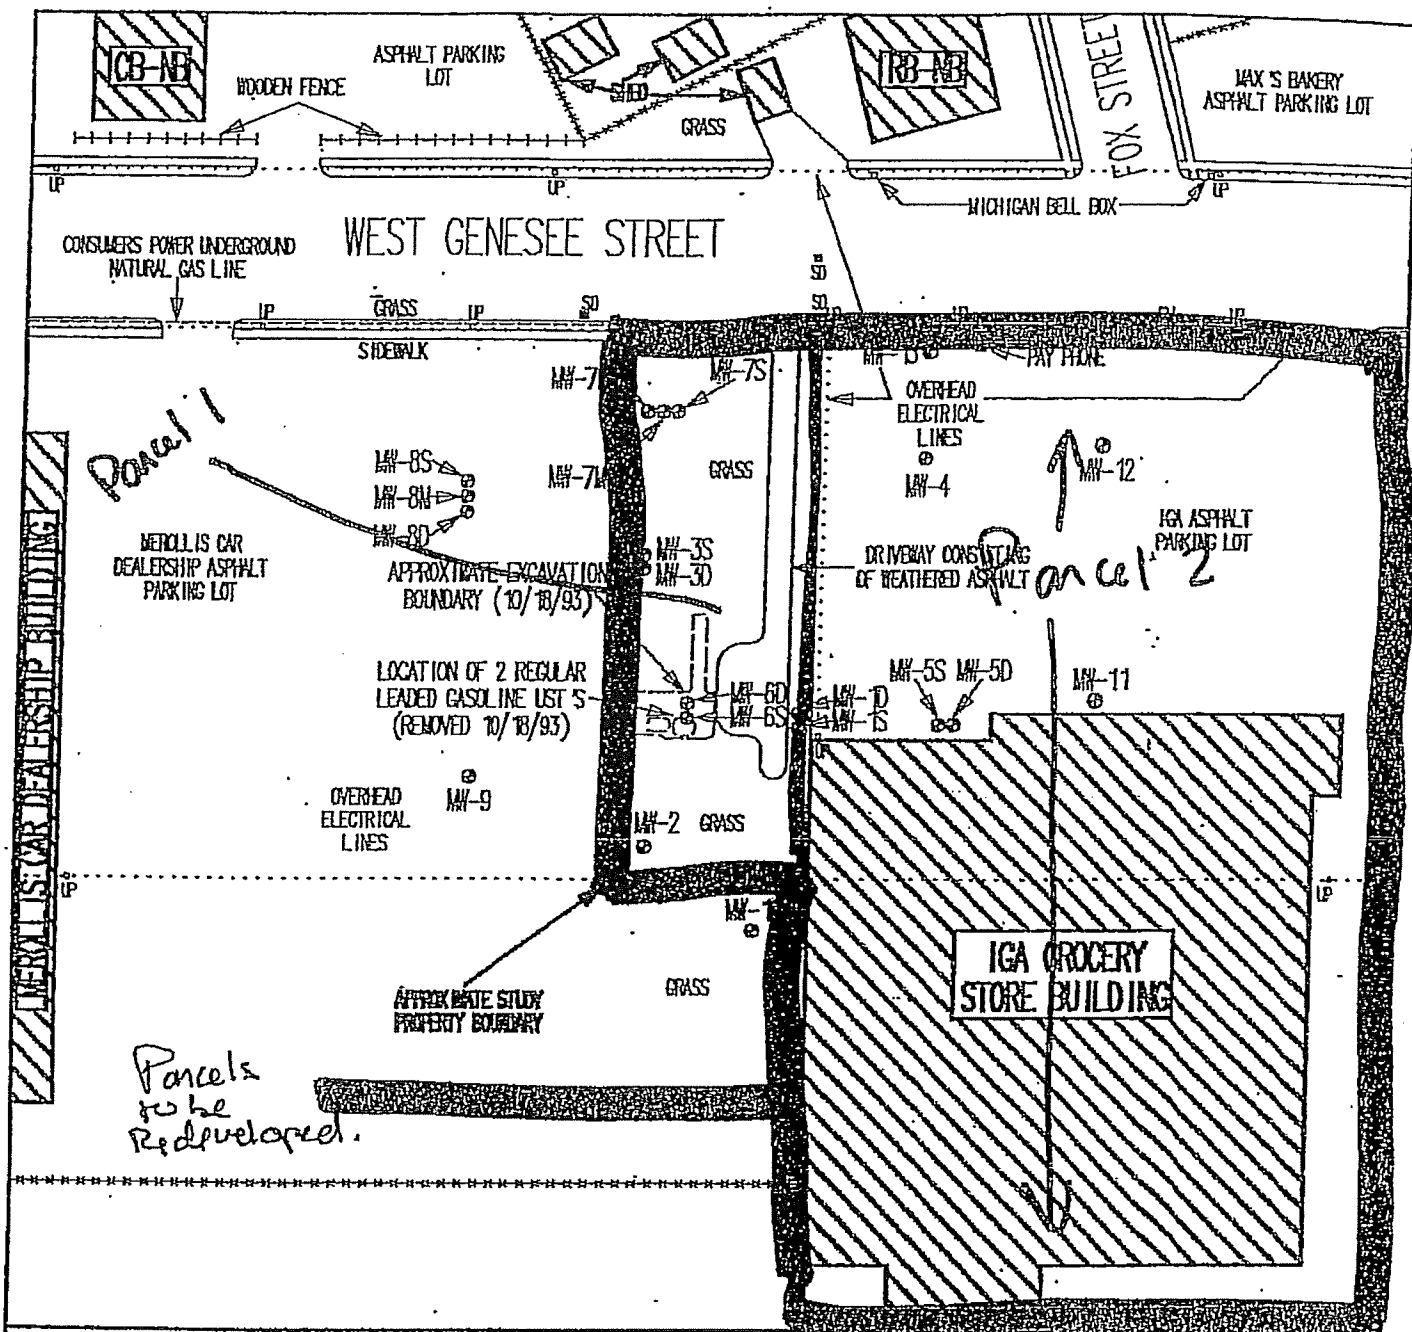 CB-NB
ASPHALT PARKING
LOT
WOODEN FENCE
SHED
GRASS
RB-NB
FOX STREET
WAX'S BAKERY
ASPHALT PARKING LOT
UP
UP
MICHIGAN BELL BOX
UP
WEST GENESEE STREET
CONSUMERS POWER UNDERGROUND
NATURAL GAS LINE
UP
GRASS
UP
SD
SD
SD
UP
SIDEWALK
PAY PHONE
MW-7S
OVERHEAD
ELECTRICAL
LINES
Parcel 1
MW-8S
MW-8M
MW-8D
GRASS
MW-4
MW-12
MEROLLIS CAR
DEALERSHIP ASPHALT
PARKING LOT
MW-3S
MW-3D
IGA ASPHALT
PARKING LOT
DRIVEWAY CONSISTING
OF WEATHERED ASPHALT
Parcel 2
APPROXIMATE EXCAVATION
BOUNDARY (10/18/93)
LOCATION OF 2 REGULAR
LEADED GASOLINE UST'S
(REMOVED 10/18/93)
MW-6D
MW-6S
MW-1D
MW-1S
MW-5S
MW-5D
MW-11
MEROLLIS CAR DEALERSHIP BUILDING
OVERHEAD
ELECTRICAL
LINES
MW-9
MW-2
GRASS
UP
UP
APPROXIMATE STUDY
PROPERTY BOUNDARY
GRASS
IGA GROCERY
STORE BUILDING
Parcels
to be
Redeveloped.